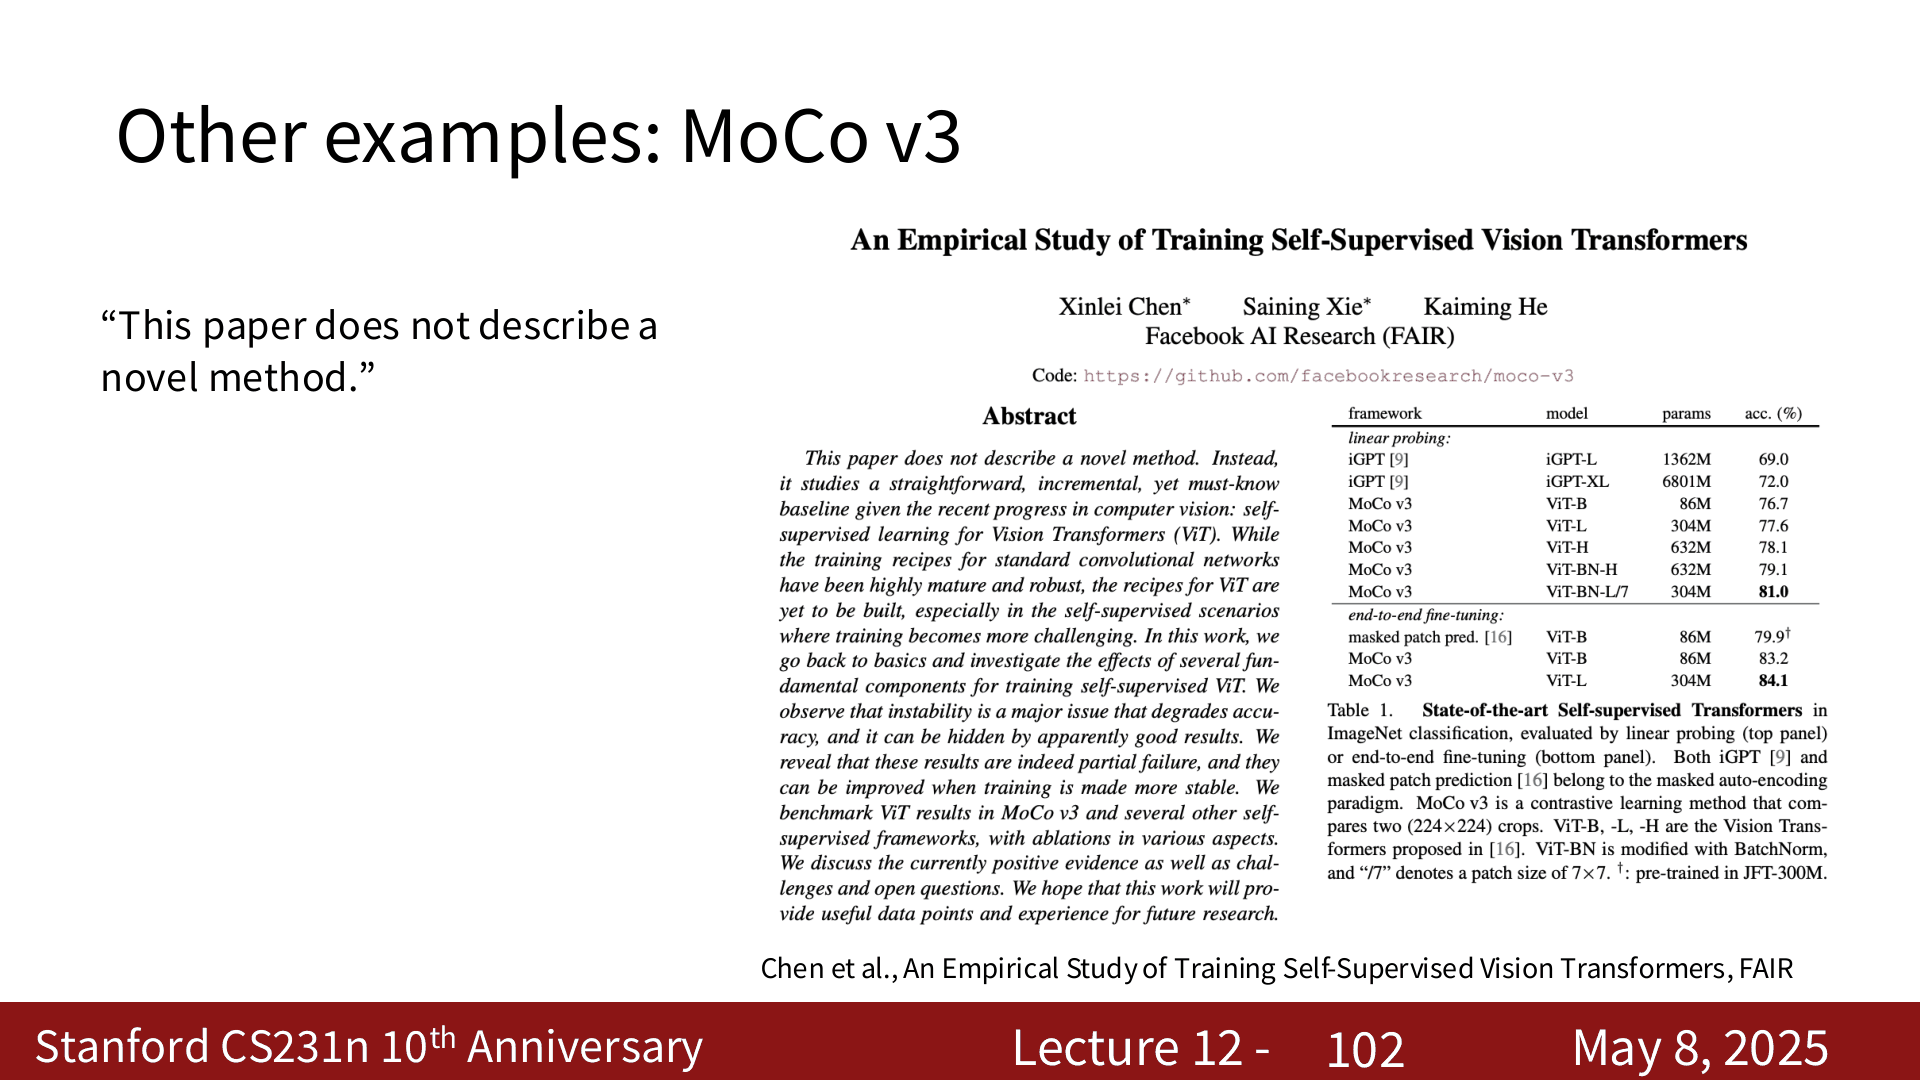 Other examples: MoCo v3
“This paper does not describe a
novel method.”
An Empirical Study of Training Self-Supervised Vision Transformers
Xinlei Chen* Saining Xie* Kaiming He
Facebook AI Research (FAIR)
Code: https://github.com/facebookresearch/moco-v3
Abstract
This paper does not describe a novel method. Instead,
it studies a straightforward, incremental, yet must-know
baseline given the recent progress in computer vision: self-
supervised learning for Vision Transformers (ViT). While
the training recipes for standard convolutional networks
have been highly mature and robust, the recipes for ViT are
yet to be built, especially in the self-supervised scenarios
where training becomes more challenging. In this work, we
go back to basics and investigate the effects of several fun-
damental components for training self-supervised ViT. We
observe that instability is a major issue that degrades accu-
racy, and it can be hidden by apparently good results. We
reveal that these results are indeed partial failure, and they
can be improved when training is made more stable. We
benchmark ViT results in MoCo v3 and several other self-
supervised frameworks, with ablations in various aspects.
We discuss the currently positive evidence as well as chal-
lenges and open questions. We hope that this work will pro-
vide useful data points and experience for future research.
framework model params acc. (%)
linear probing:
iGPT [9] iGPT-L 1362M 69.0
iGPT [9] iGPT-XL 6801M 72.0
MoCo v3 ViT-B 86M 76.7
MoCo v3 ViT-L 304M 77.6
MoCo v3 ViT-H 632M 78.1
MoCo v3 ViT-BN-H 632M 79.1
MoCo v3 ViT-BN-L/7 304M 81.0
end-to-end fine-tuning:
masked patch pred. [16] ViT-B 86M 79.9†
MoCo v3 ViT-B 86M 83.2
MoCo v3 ViT-L 304M 84.1
Table 1. State-of-the-art Self-supervised Transformers in
ImageNet classification, evaluated by linear probing (top panel)
or end-to-end fine-tuning (bottom panel). Both iGPT [9] and
masked patch prediction [16] belong to the masked auto-encoding
paradigm. MoCo v3 is a contrastive learning method that com-
pares two (224×224) crops. ViT-B, -L, -H are the Vision Trans-
formers proposed in [16]. ViT-BN is modified with BatchNorm,
and “/7” denotes a patch size of 7×7. †: pre-trained in JFT-300M.
Chen et al., An Empirical Study of Training Self-Supervised Vision Transformers, FAIR
Stanford CS231n 10th Anniversary Lecture 12 - 102 May 8, 2025